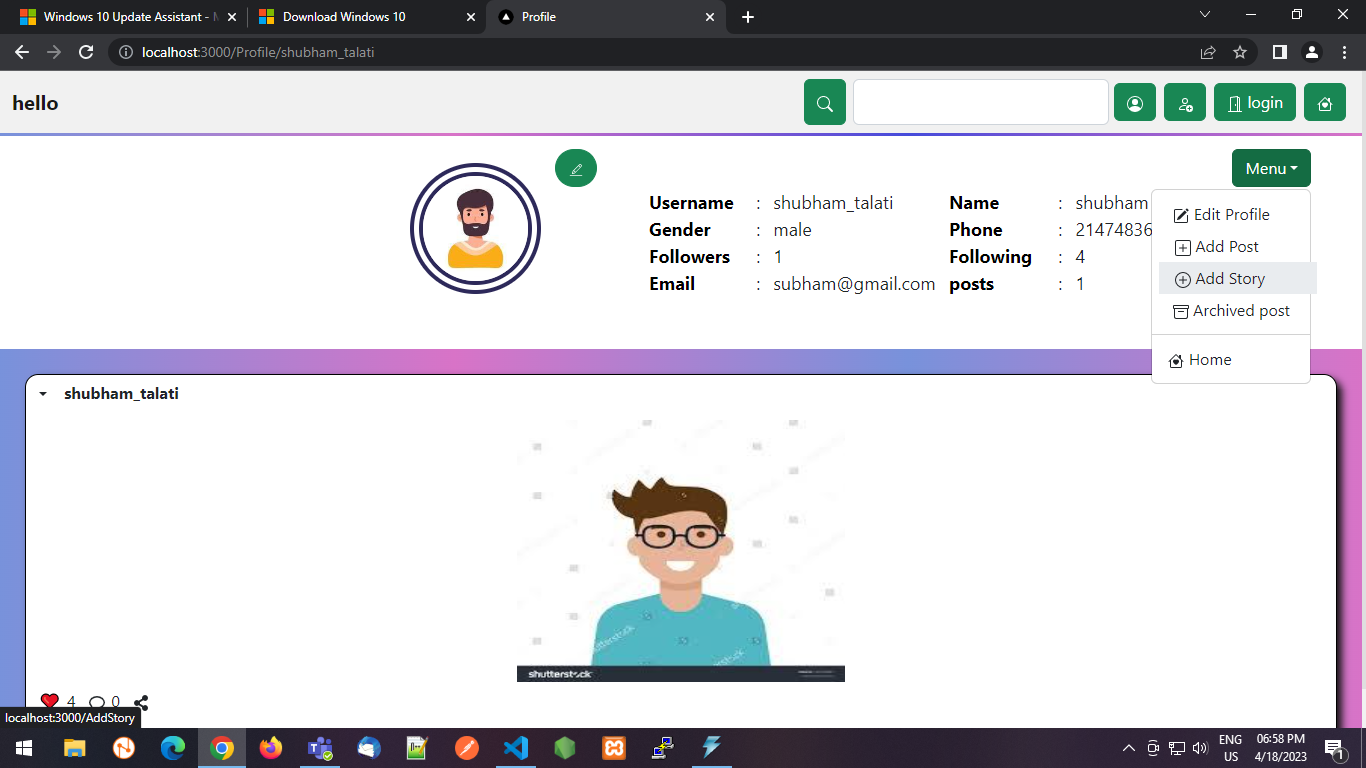 Windows 10 Update Assistant - M
Download Windows 10
Profile
localhost:3000/Profile/shubham_talati
hello
login
Menu
Username : shubham_talati Name : shubham
Gender : male Phone : 21474836
Followers : 1 Following : 4
Email : subham@gmail.com posts : 1
Edit Profile
Add Post
Add Story
Archived post
Home
shubham_talati
shutterstock
shutterstock
shutterstock
4 0
localhost:3000/AddStory
ENG
US
06:58 PM
4/18/2023
1